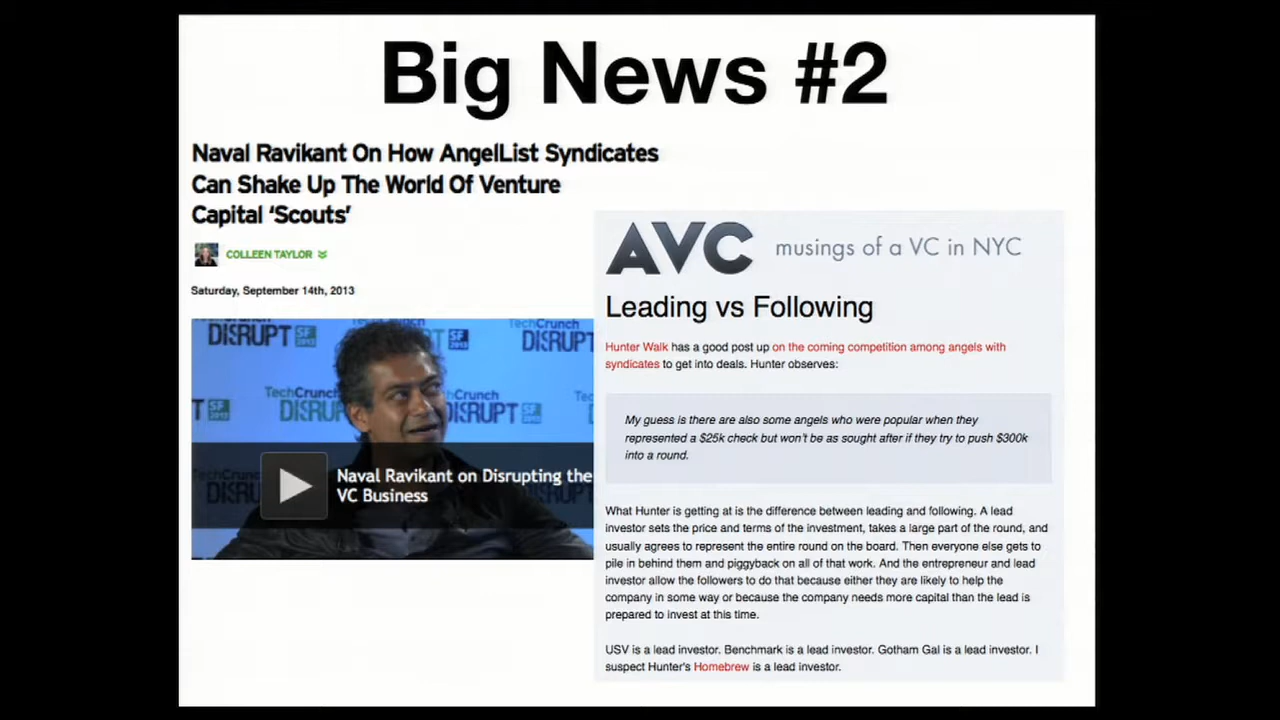 Big News #2
Naval Ravikant On How AngelList Syndicates
Can Shake Up The World Of Venture
Capital ‘Scouts’
COLLEEN TAYLOR
Saturday, September 14th, 2013
TechCrunch
DISRUPT SF 2013
TechCrunch
DISRUPT
TechCrunch
DISRUPT
Naval Ravikant on Disrupting the
VC Business
AVC musings of a VC in NYC
Leading vs Following
Hunter Walk has a good post up on the coming competition among angels with
syndicates to get into deals. Hunter observes:
My guess is there are also some angels who were popular when they
represented a $25k check but won't be as sought after if they try to push $300k
into a round.
What Hunter is getting at is the difference between leading and following. A lead
investor sets the price and terms of the investment, takes a large part of the round, and
usually agrees to represent the entire round on the board. Then everyone else gets to
pile in behind them and piggyback on all of that work. And the entrepreneur and lead
investor allow the followers to do that because either they are likely to help the
company in some way or because the company needs more capital than the lead is
prepared to invest at this time.
USV is a lead investor. Benchmark is a lead investor. Gotham Gal is a lead investor. I
suspect Hunter's Homebrew is a lead investor.